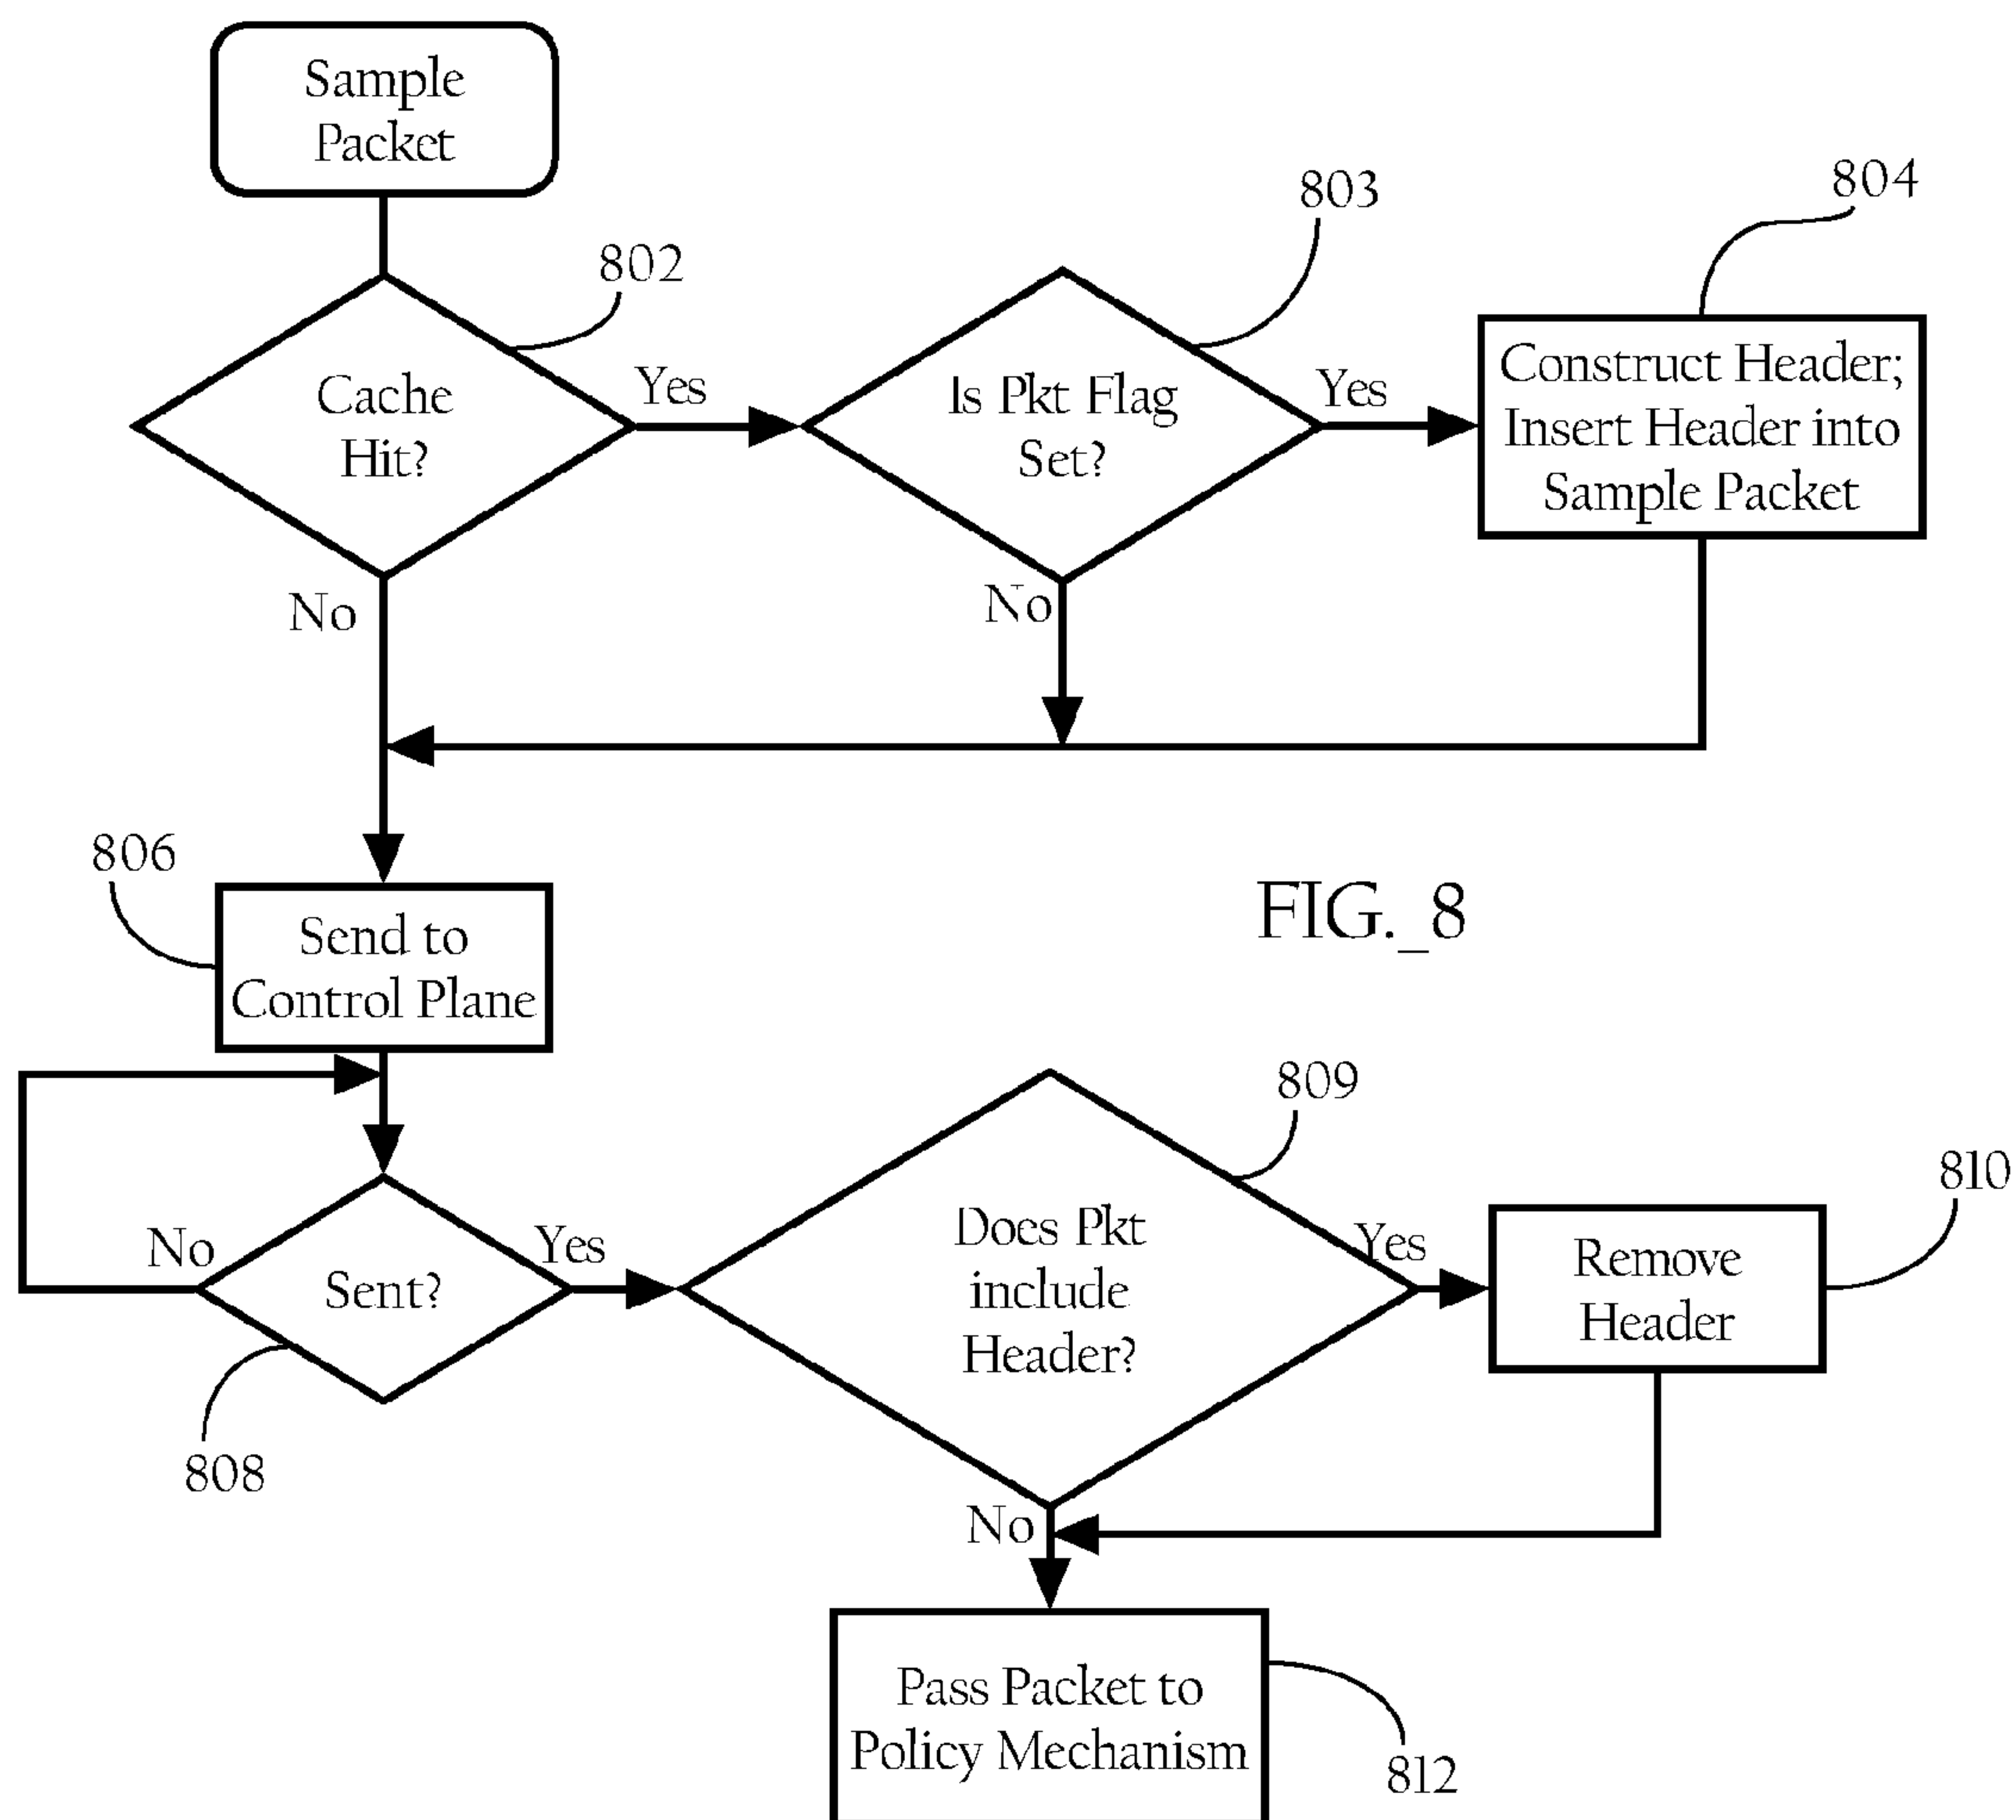 Sample
Packet
802
803
804
Cache
Hit?
Yes
Is Pkt Flag
Set?
Yes
Construct Header;
Insert Header into
Sample Packet
No
No
806
Send to
Control Plane
FIG._8
809
810
No
Sent?
Yes
Does Pkt
include
Header?
Yes
Remove
Header
808
No
Pass Packet to
Policy Mechanism
812